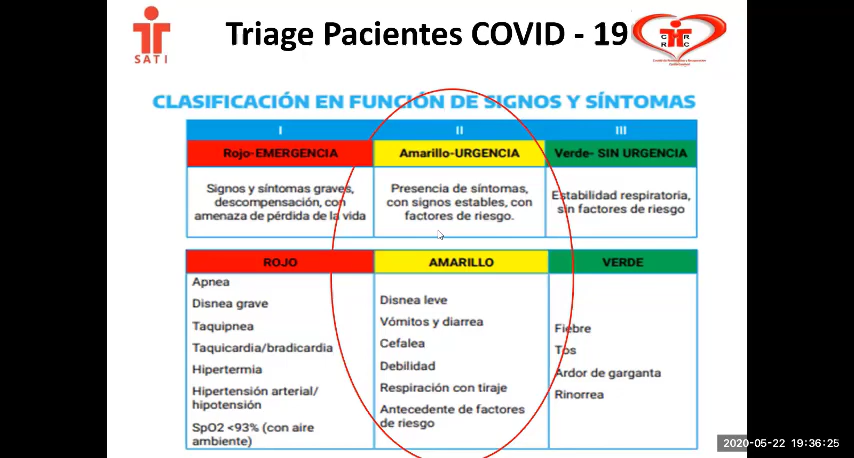 SATI
Triage Pacientes COVID - 19
C R
R C
CLASIFICACIÓN EN FUNCIÓN DE SIGNOS Y SÍNTOMAS
I
II
III
Rojo-EMERGENCIA
Amarillo-URGENCIA
Verde- SIN URGENCIA
Signos y síntomas graves,
descompensación, con
amenaza de pérdida de la vida
Presencia de síntomas,
con signos estables, con
factores de riesgo.
Estabilidad respiratoria,
sin factores de riesgo
ROJO
AMARILLO
VERDE
Apnea
Disnea grave
Taquipnea
Taquicardia/bradicardia
Hipertermia
Hipertensión arterial/
hipotensión
SpO2 <93% (con aire
ambiente)
Disnea leve
Vómitos y diarrea
Cefalea
Debilidad
Respiración con tiraje
Antecedente de factores
de riesgo
Fiebre
Tos
Ardor de garganta
Rinorrea
2020-05-22 19:36:25